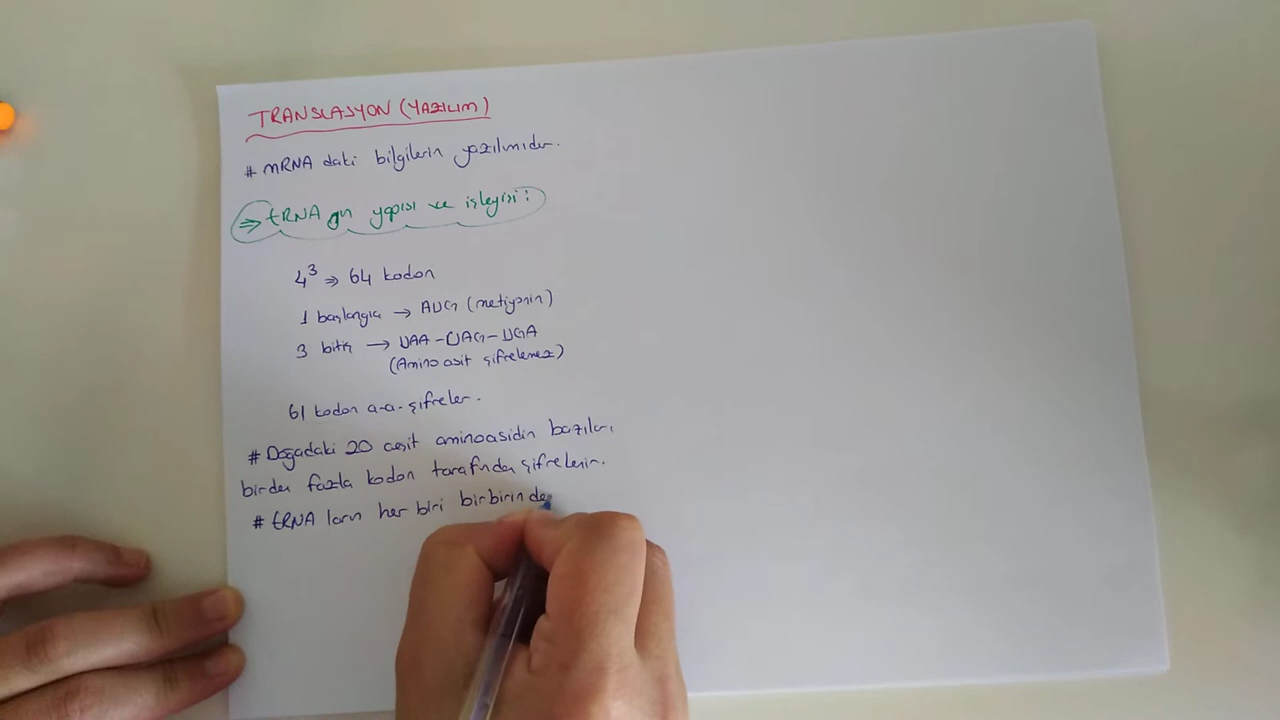 TRANSLASYON (YAZILIM)
# mRNA daki bilgilerin yazılımıdır.
⇒ tRNA ın yapısı ve işleyişi:
4³ ⇒ 64 kodon
1 başlangıç → AUG (metiyonin)
3 bitiş → UAA - UAG - UGA
(Amino asit şifrelemez)
61 kodon a.a. şifreler.
# Doğadaki 20 çeşit aminoasidin bazıları
birden fazla kodon tarafından şifrelenir.
# tRNA ların her biri birbirinde